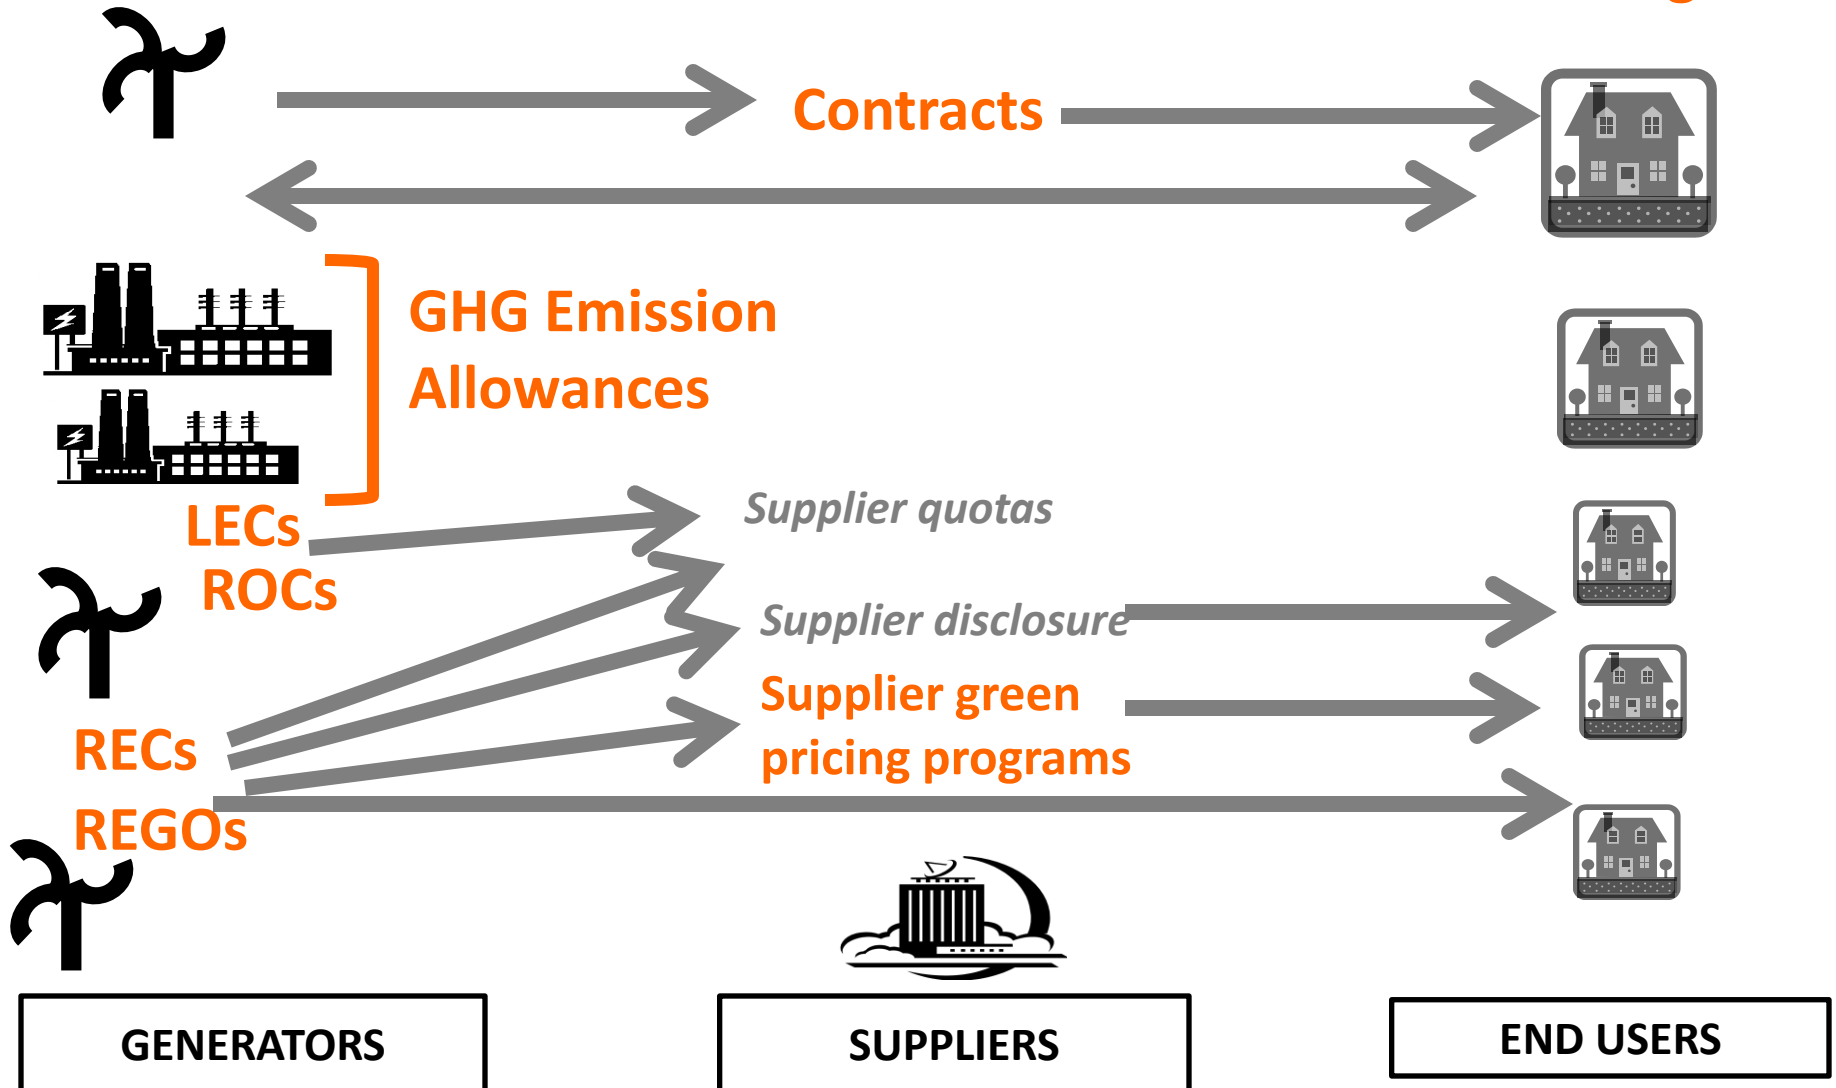 Contracts
GHG Emission
Allowances
LECs
Supplier quotas
ROCs
Supplier disclosure
Supplier green
pricing programs
RECs
REGOs
GENERATORS
SUPPLIERS
END USERS